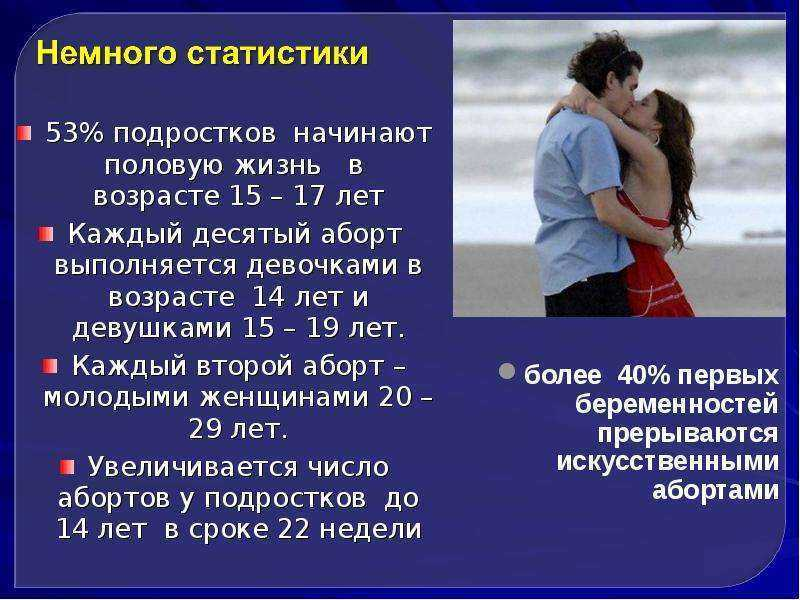 Немного статистики
53% подростков начинают
половую жизнь в
возрасте 15 – 17 лет
Каждый десятый аборт
выполняется девочками в
возрасте 14 лет и
девушками 15 – 19 лет.
Каждый второй аборт –
молодыми женщинами 20 –
29 лет.
Увеличивается число
абортов у подростков до
14 лет в сроке 22 недели
более 40% первых
беременностей
прерываются
искусственными
абортами